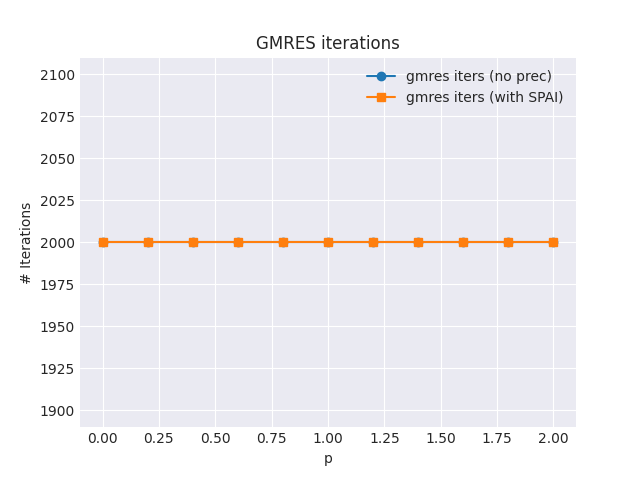 GMRES iterations
gmres iters (no prec)
gmres iters (with SPAI)
# Iterations
2100
2075
2050
2025
2000
1975
1950
1925
1900
0.00 0.25 0.50 0.75 1.00 1.25 1.50 1.75 2.00
p